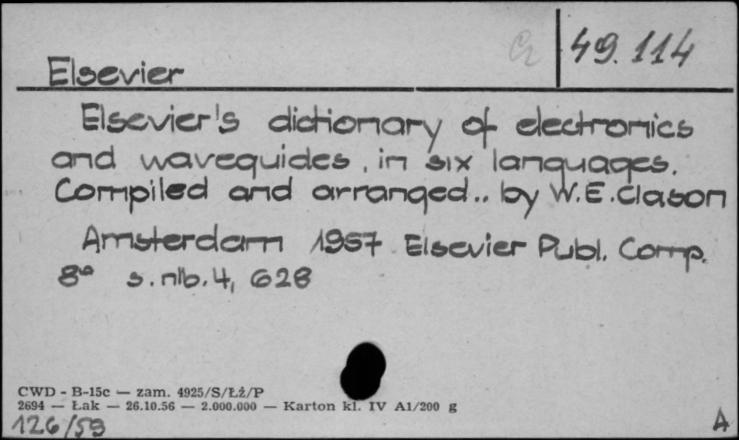 49.114
Elsevier
Elsevier's dictionary of electronics
and waveguides, in six languages.
Compiled and arranged.. by W.E. Clason
Amsterdam 1957 Elsevier Publ. Comp.
8° s. nlb. 4, 628
CWD - B-15c — zam. 4925/S/Łż/P
2694 — Łak — 26.10.56 — 2.000.000 — Karton kl. IV A1/200 g
126/59 A